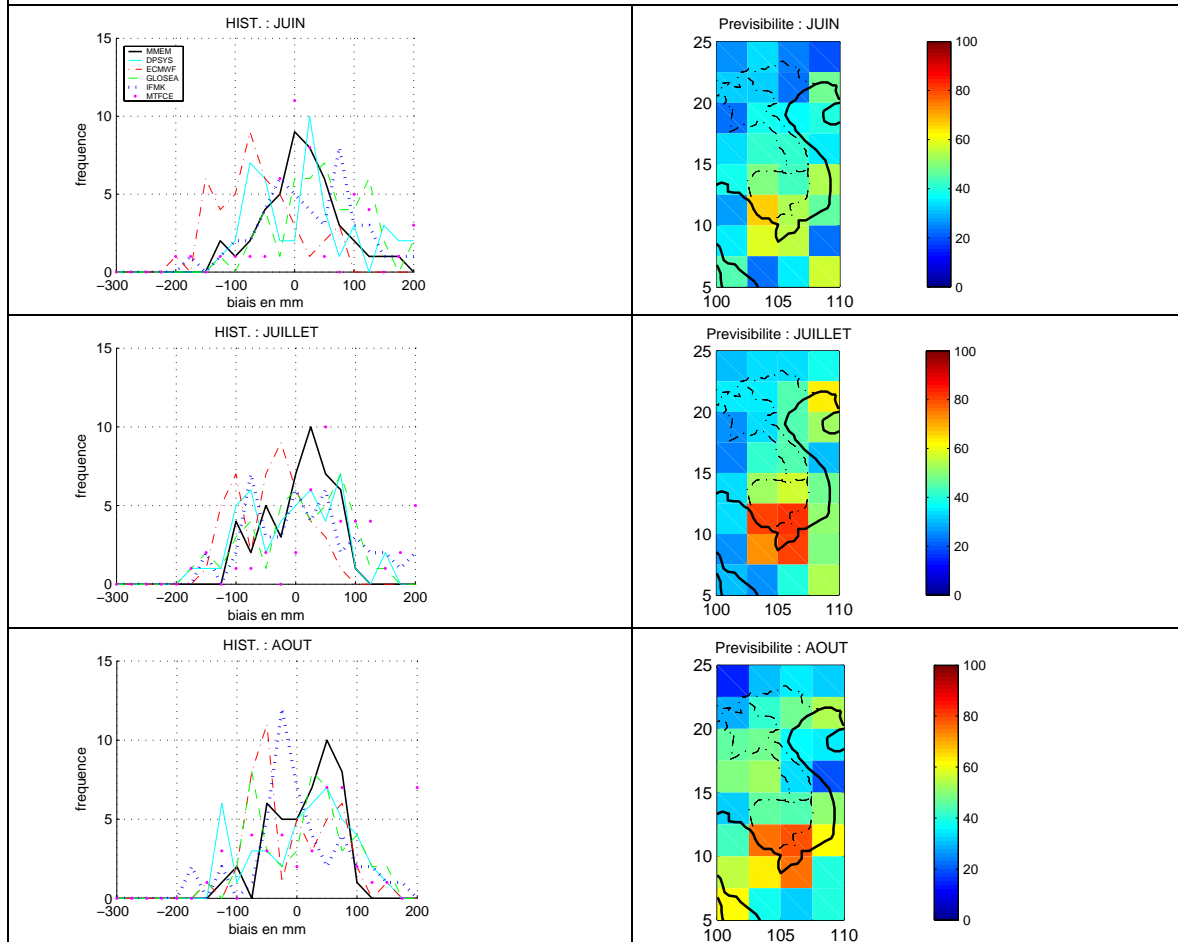 HIST. : JUIN
15
10
5
0
frequence
MMEM
DPSYS
ECMWF
GLOSEA
IFMK
MTFCE
−300 −200 −100 0 100 200
biais en mm
Previsibilite : JUIN
25
20
15
10
5
100 105 110
100
80
60
40
20
0
HIST. : JUILLET
15
10
5
0
frequence
−300 −200 −100 0 100 200
biais en mm
Previsibilite : JUILLET
25
20
15
10
5
100 105 110
100
80
60
40
20
0
HIST. : AOUT
15
10
5
0
frequence
−300 −200 −100 0 100 200
biais en mm
Previsibilite : AOUT
25
20
15
10
5
100 105 110
100
80
60
40
20
0